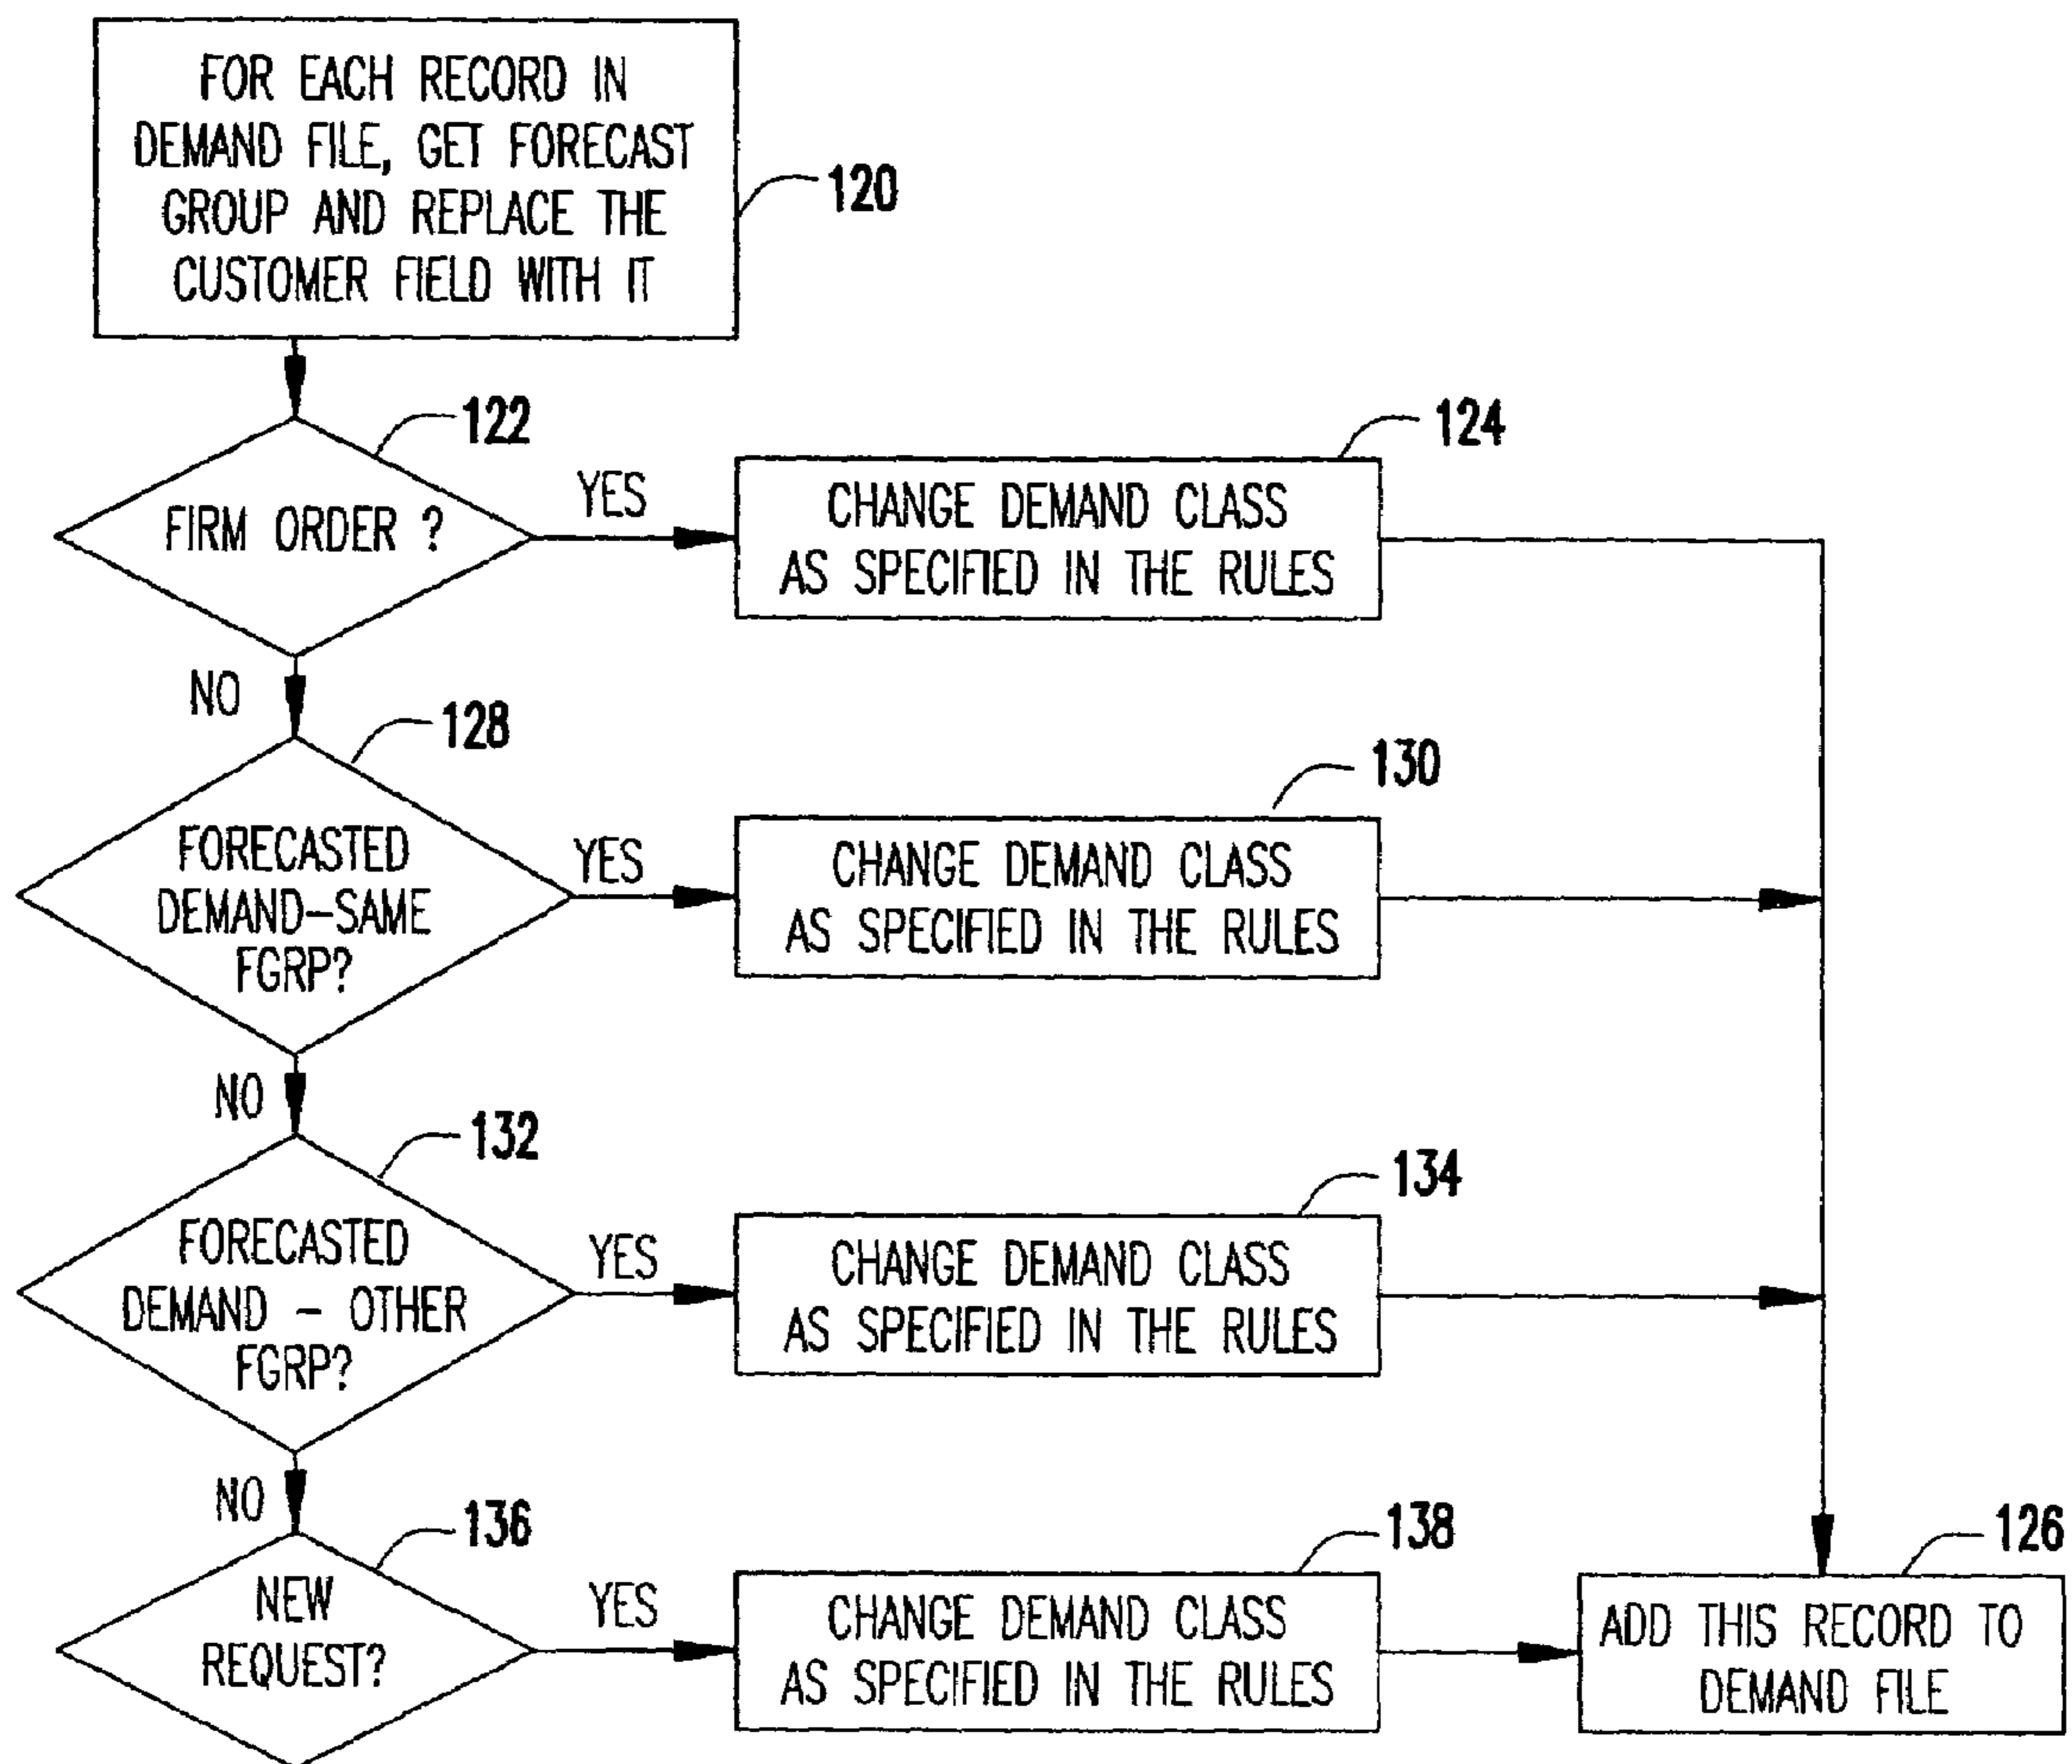 FOR EACH RECORD IN
DEMAND FILE, GET FORECAST
GROUP AND REPLACE THE
CUSTOMER FIELD WITH IT
120
122
FIRM ORDER ?
YES
124
CHANGE DEMAND CLASS
AS SPECIFIED IN THE RULES
NO
128
FORECASTED
DEMAND-SAME
FGRP?
YES
130
CHANGE DEMAND CLASS
AS SPECIFIED IN THE RULES
NO
132
FORECASTED
DEMAND - OTHER
FGRP?
YES
134
CHANGE DEMAND CLASS
AS SPECIFIED IN THE RULES
NO
136
NEW
REQUEST?
YES
138
CHANGE DEMAND CLASS
AS SPECIFIED IN THE RULES
126
ADD THIS RECORD TO
DEMAND FILE